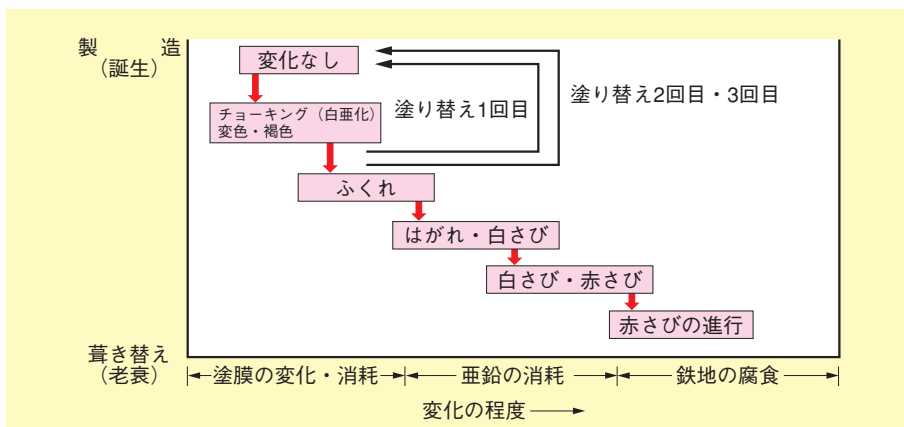 製造
(誕生)
変化なし
チョーキング(白亜化)
変色・褐色
塗り替え1回目
塗り替え2回目・3回目
ふくれ
はがれ・白さび
白さび・赤さび
赤さびの進行
葺き替え
(老衰)
塗膜の変化・消耗
亜鉛の消耗
鉄地の腐食
変化の程度